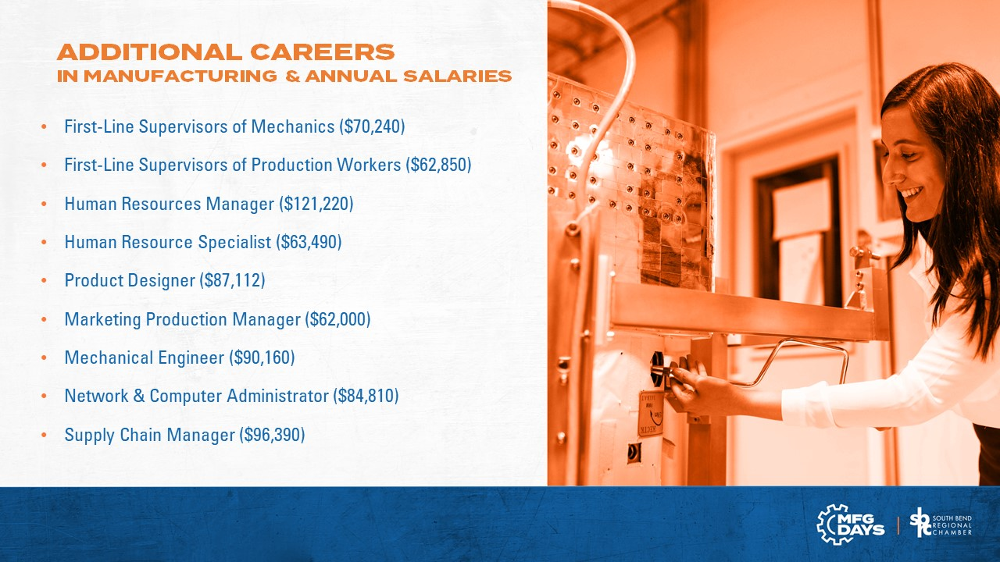 ADDITIONAL CAREERS
IN MANUFACTURING & ANNUAL SALARIES
• First-Line Supervisors of Mechanics ($70,240)
• First-Line Supervisors of Production Workers ($62,850)
• Human Resources Manager ($121,220)
• Human Resource Specialist ($63,490)
• Product Designer ($87,112)
• Marketing Production Manager ($62,000)
• Mechanical Engineer ($90,160)
• Network & Computer Administrator ($84,810)
• Supply Chain Manager ($96,390)
MFG
DAYS
sbrc
SOUTH BEND
REGIONAL
CHAMBER